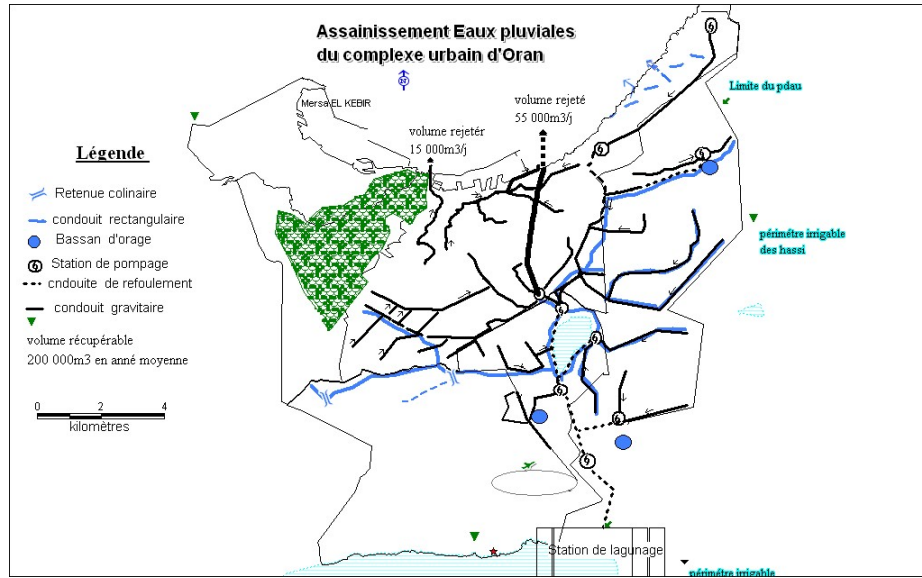 Assainissement Eaux pluviales
du complexe urbain d'Oran
Mersa EL KEBIR
volume rejetér
15 000m3/j
volume rejeté
55 000m3/j
Limite du pdau
périmétre irrigable
des hassi
Légende
Retenue colinaire
condouit rectangulaire
Bassan d'orage
Station de pompage
cndouite de refoulement
condouit gravitaire
volume récupérable
200 000m3 en anné moyenne
0 2 4
kilomètres
Station de lagunage
périmétre irrigable